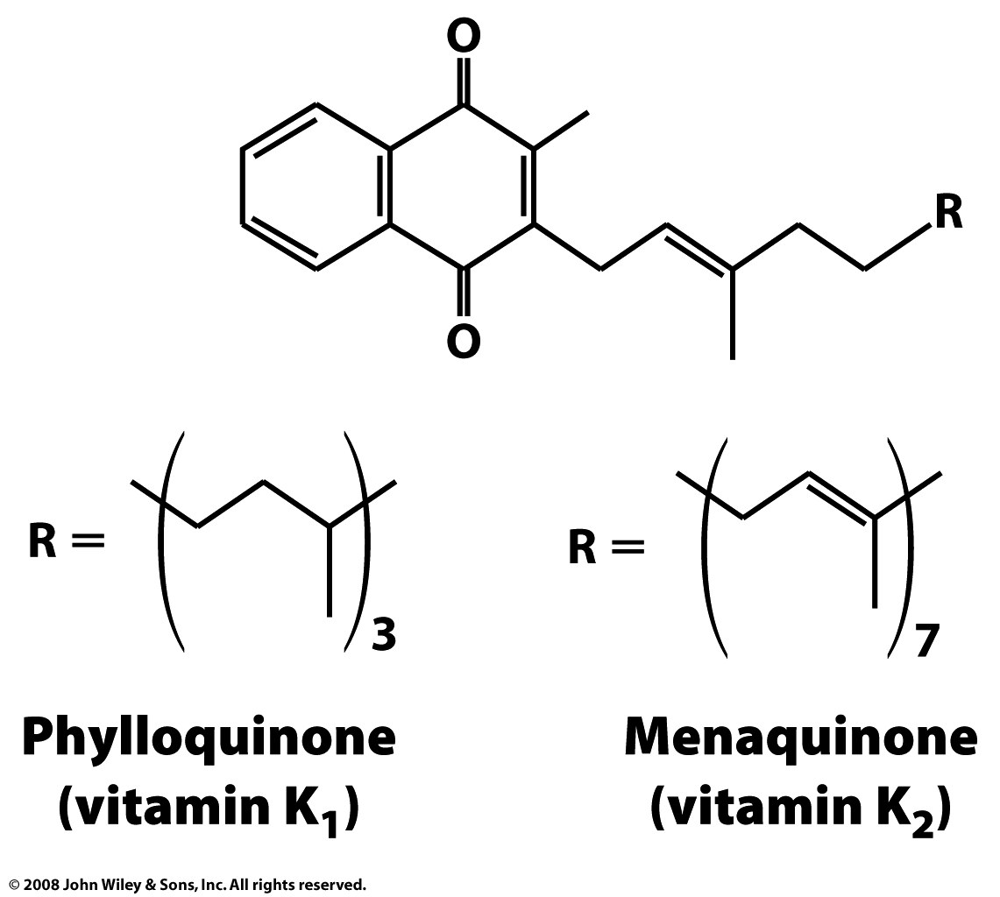 O
R
O
R =
3
R =
7
Phylloquinone
(vitamin K₁)
Menaquinone
(vitamin K₂)
© 2008 John Wiley & Sons, Inc. All rights reserved.